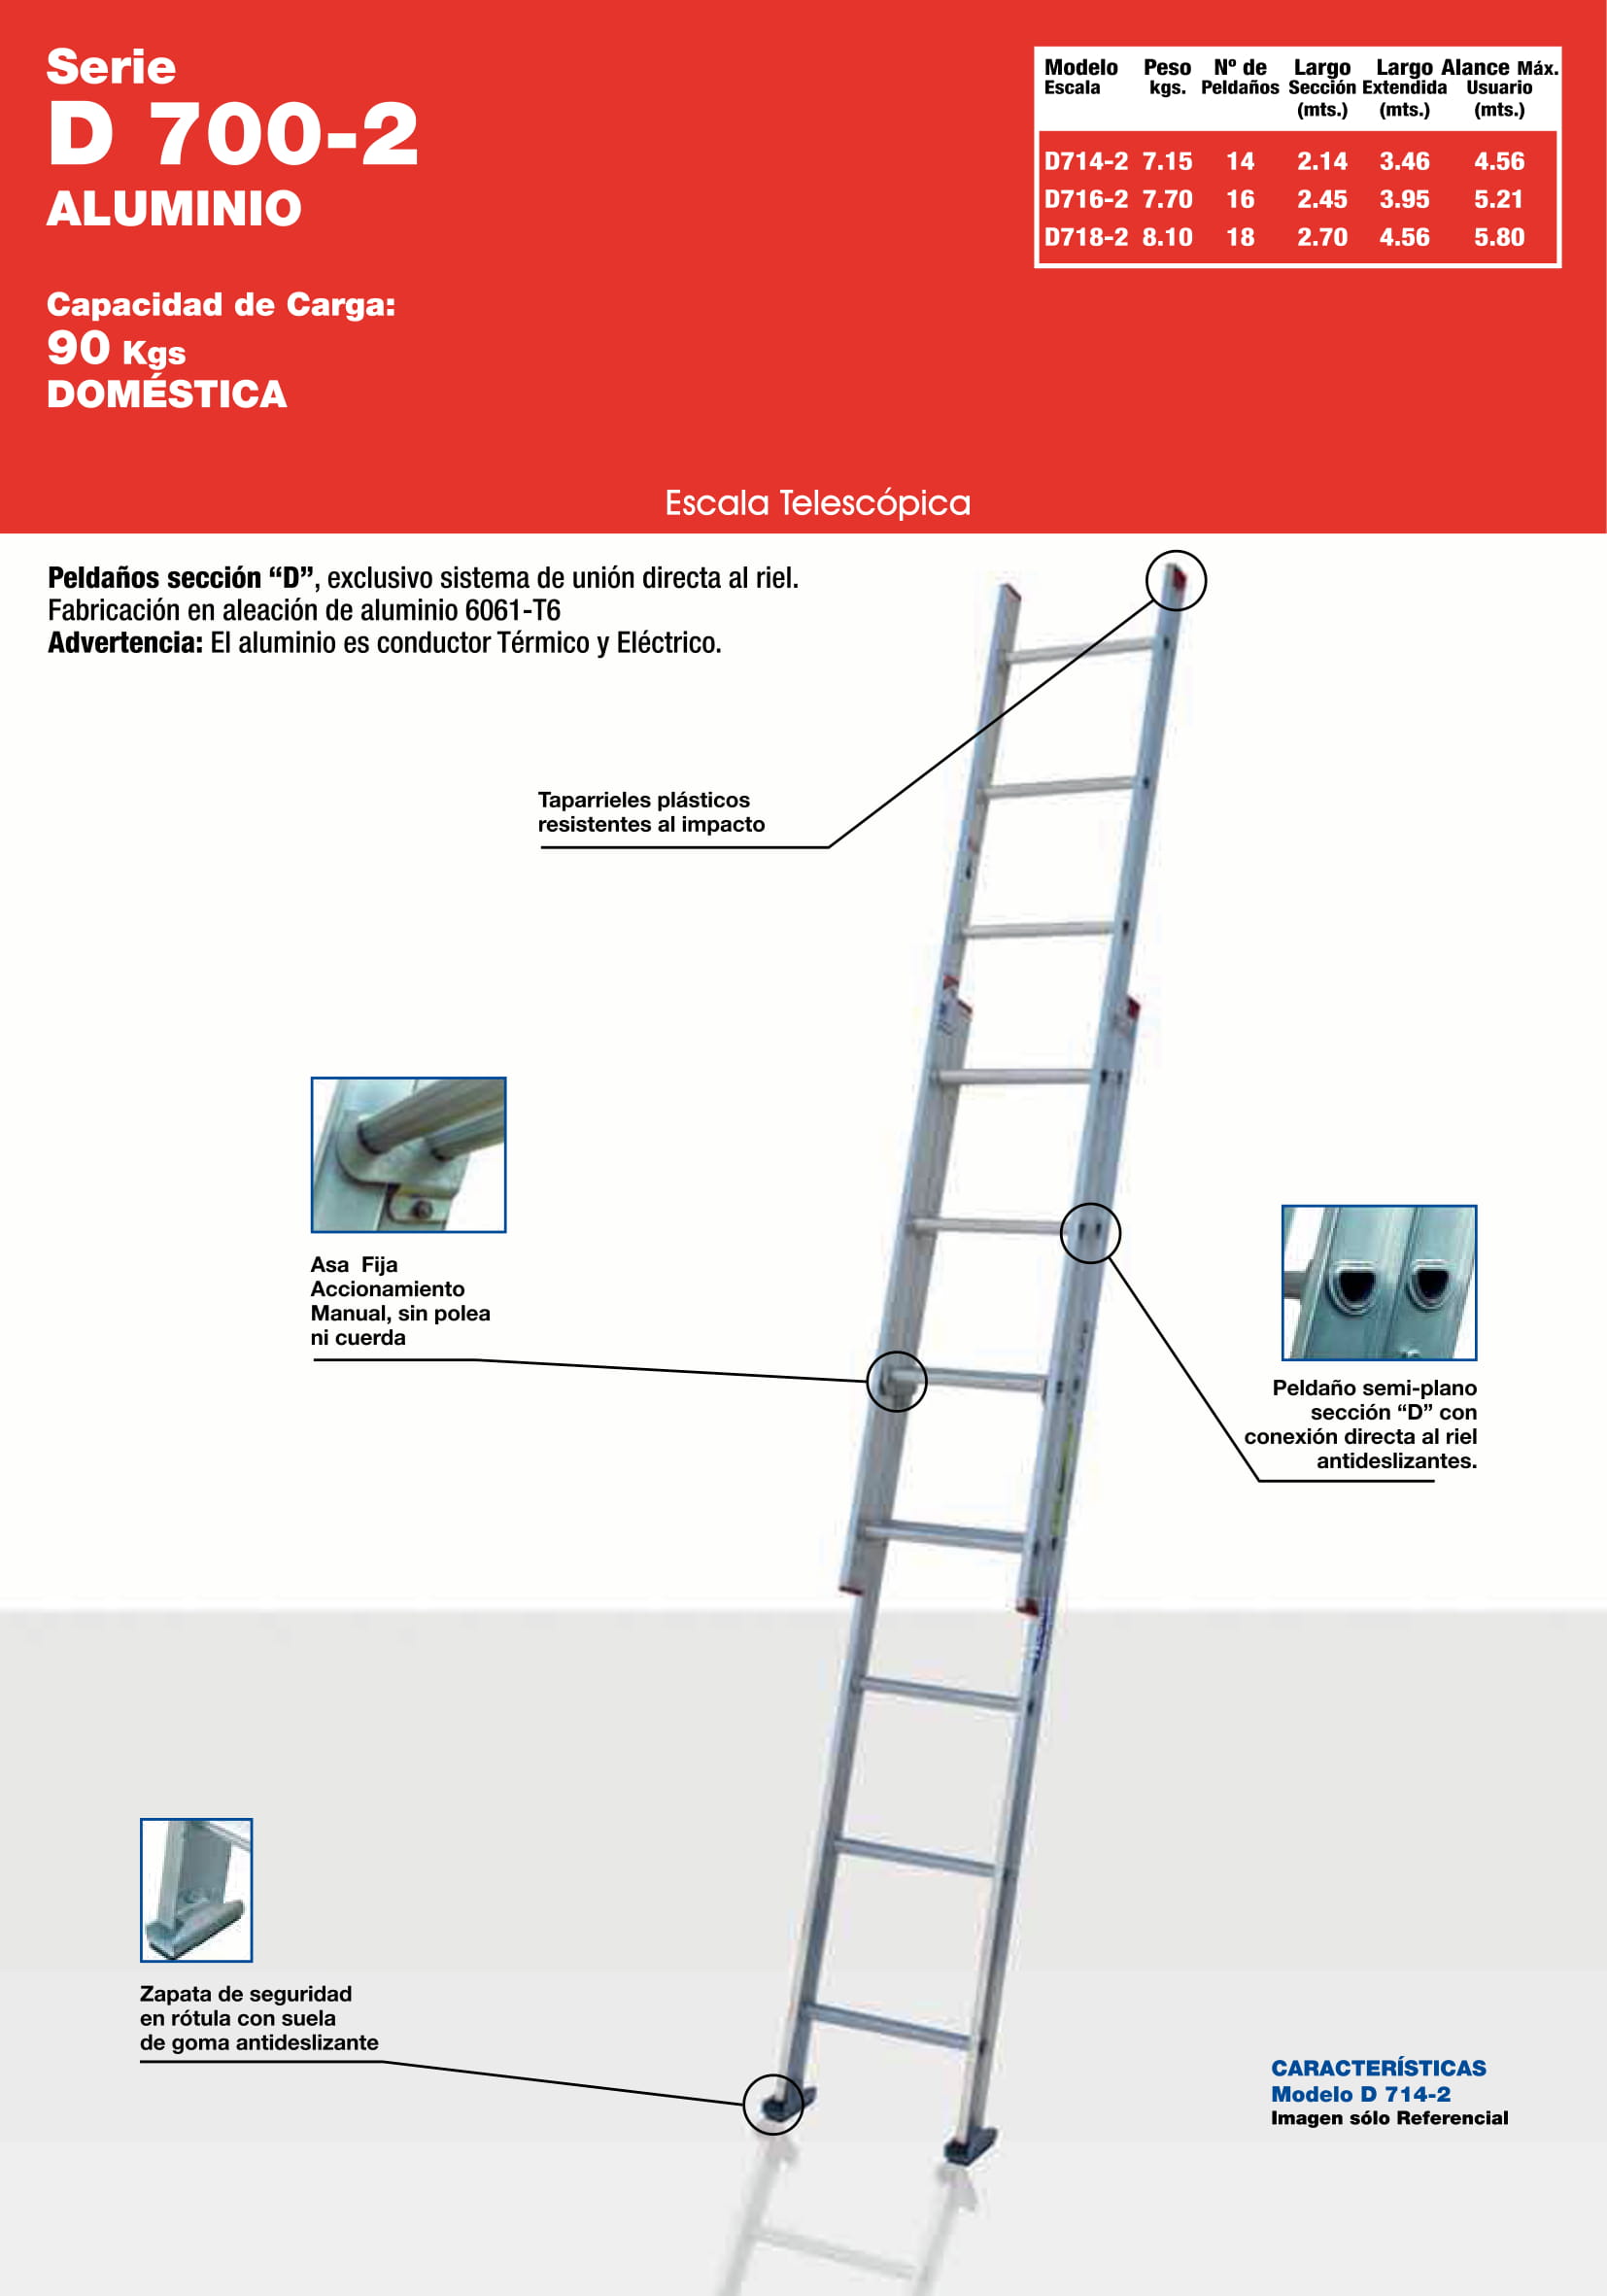 Serie
D 700-2
ALUMINIO
Capacidad de Carga:
90 Kgs
DOMÉSTICA
Modelo Peso Nº de Largo Largo Alance Máx.
Escala kgs. Peldaños Sección Extendida Usuario
(mts.) (mts.) (mts.)
D714-2 7.15 14 2.14 3.46 4.56
D716-2 7.70 16 2.45 3.95 5.21
D718-2 8.10 18 2.70 4.56 5.80
Escala Telescópica
Peldaños sección “D”, exclusivo sistema de unión directa al riel.
Fabricación en aleación de aluminio 6061-T6
Advertencia: El aluminio es conductor Térmico y Eléctrico.
Taparrieles plásticos
resistentes al impacto
Asa Fija
Accionamiento
Manual, sin polea
ni cuerda
Peldaño semi-plano
sección “D” con
conexión directa al riel
antideslizantes.
Zapata de seguridad
en rótula con suela
de goma antideslizante
CARACTERÍSTICAS
Modelo D 714-2
Imagen sólo Referencial